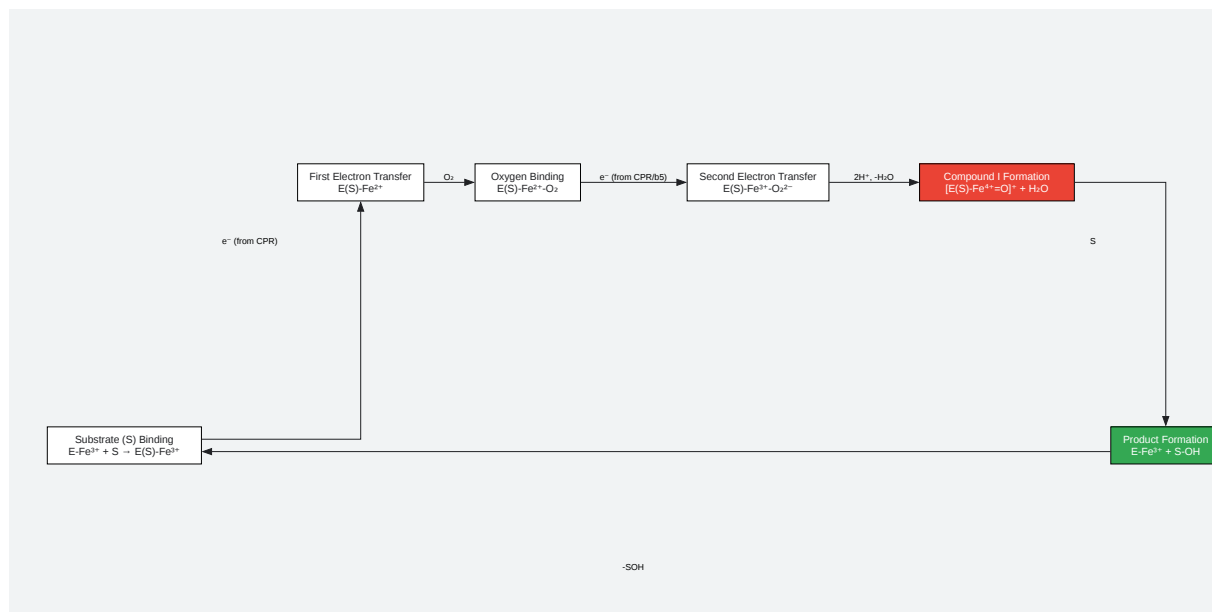 First Electron Transfer
E(S)-Fe²⁺
O₂
Oxygen Binding
E(S)-Fe²⁺-O₂
e⁻ (from CPR/b5)
Second Electron Transfer
E(S)-Fe³⁺-O₂²⁻
2H⁺, -H₂O
Compound I Formation
[E(S)-Fe⁴⁺=O]⁺ + H₂O
e⁻ (from CPR)
S
Substrate (S) Binding
E-Fe³⁺ + S → E(S)-Fe³⁺
Product Formation
E-Fe³⁺ + S-OH
-SOH